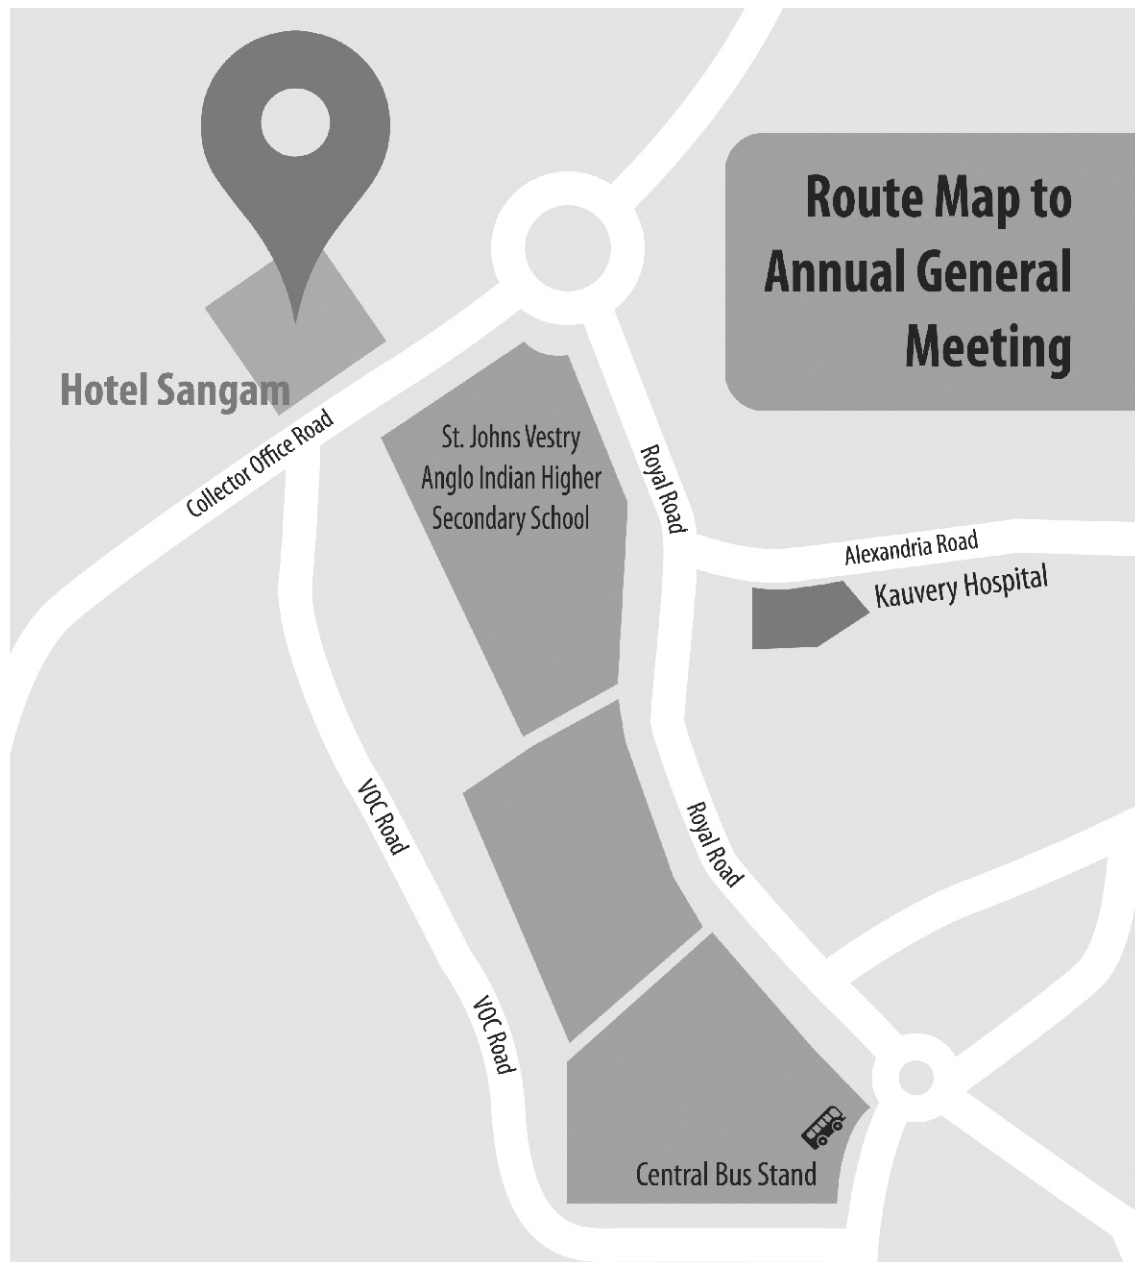 Route Map to
Annual General
Meeting
Hotel Sangam
Collector Office Road
St. Johns Vestry
Anglo Indian Higher
Secondary School
Royal Road
Alexandria Road
Kauvery Hospital
VOC Road
Royal Road
VOC Road
Central Bus Stand